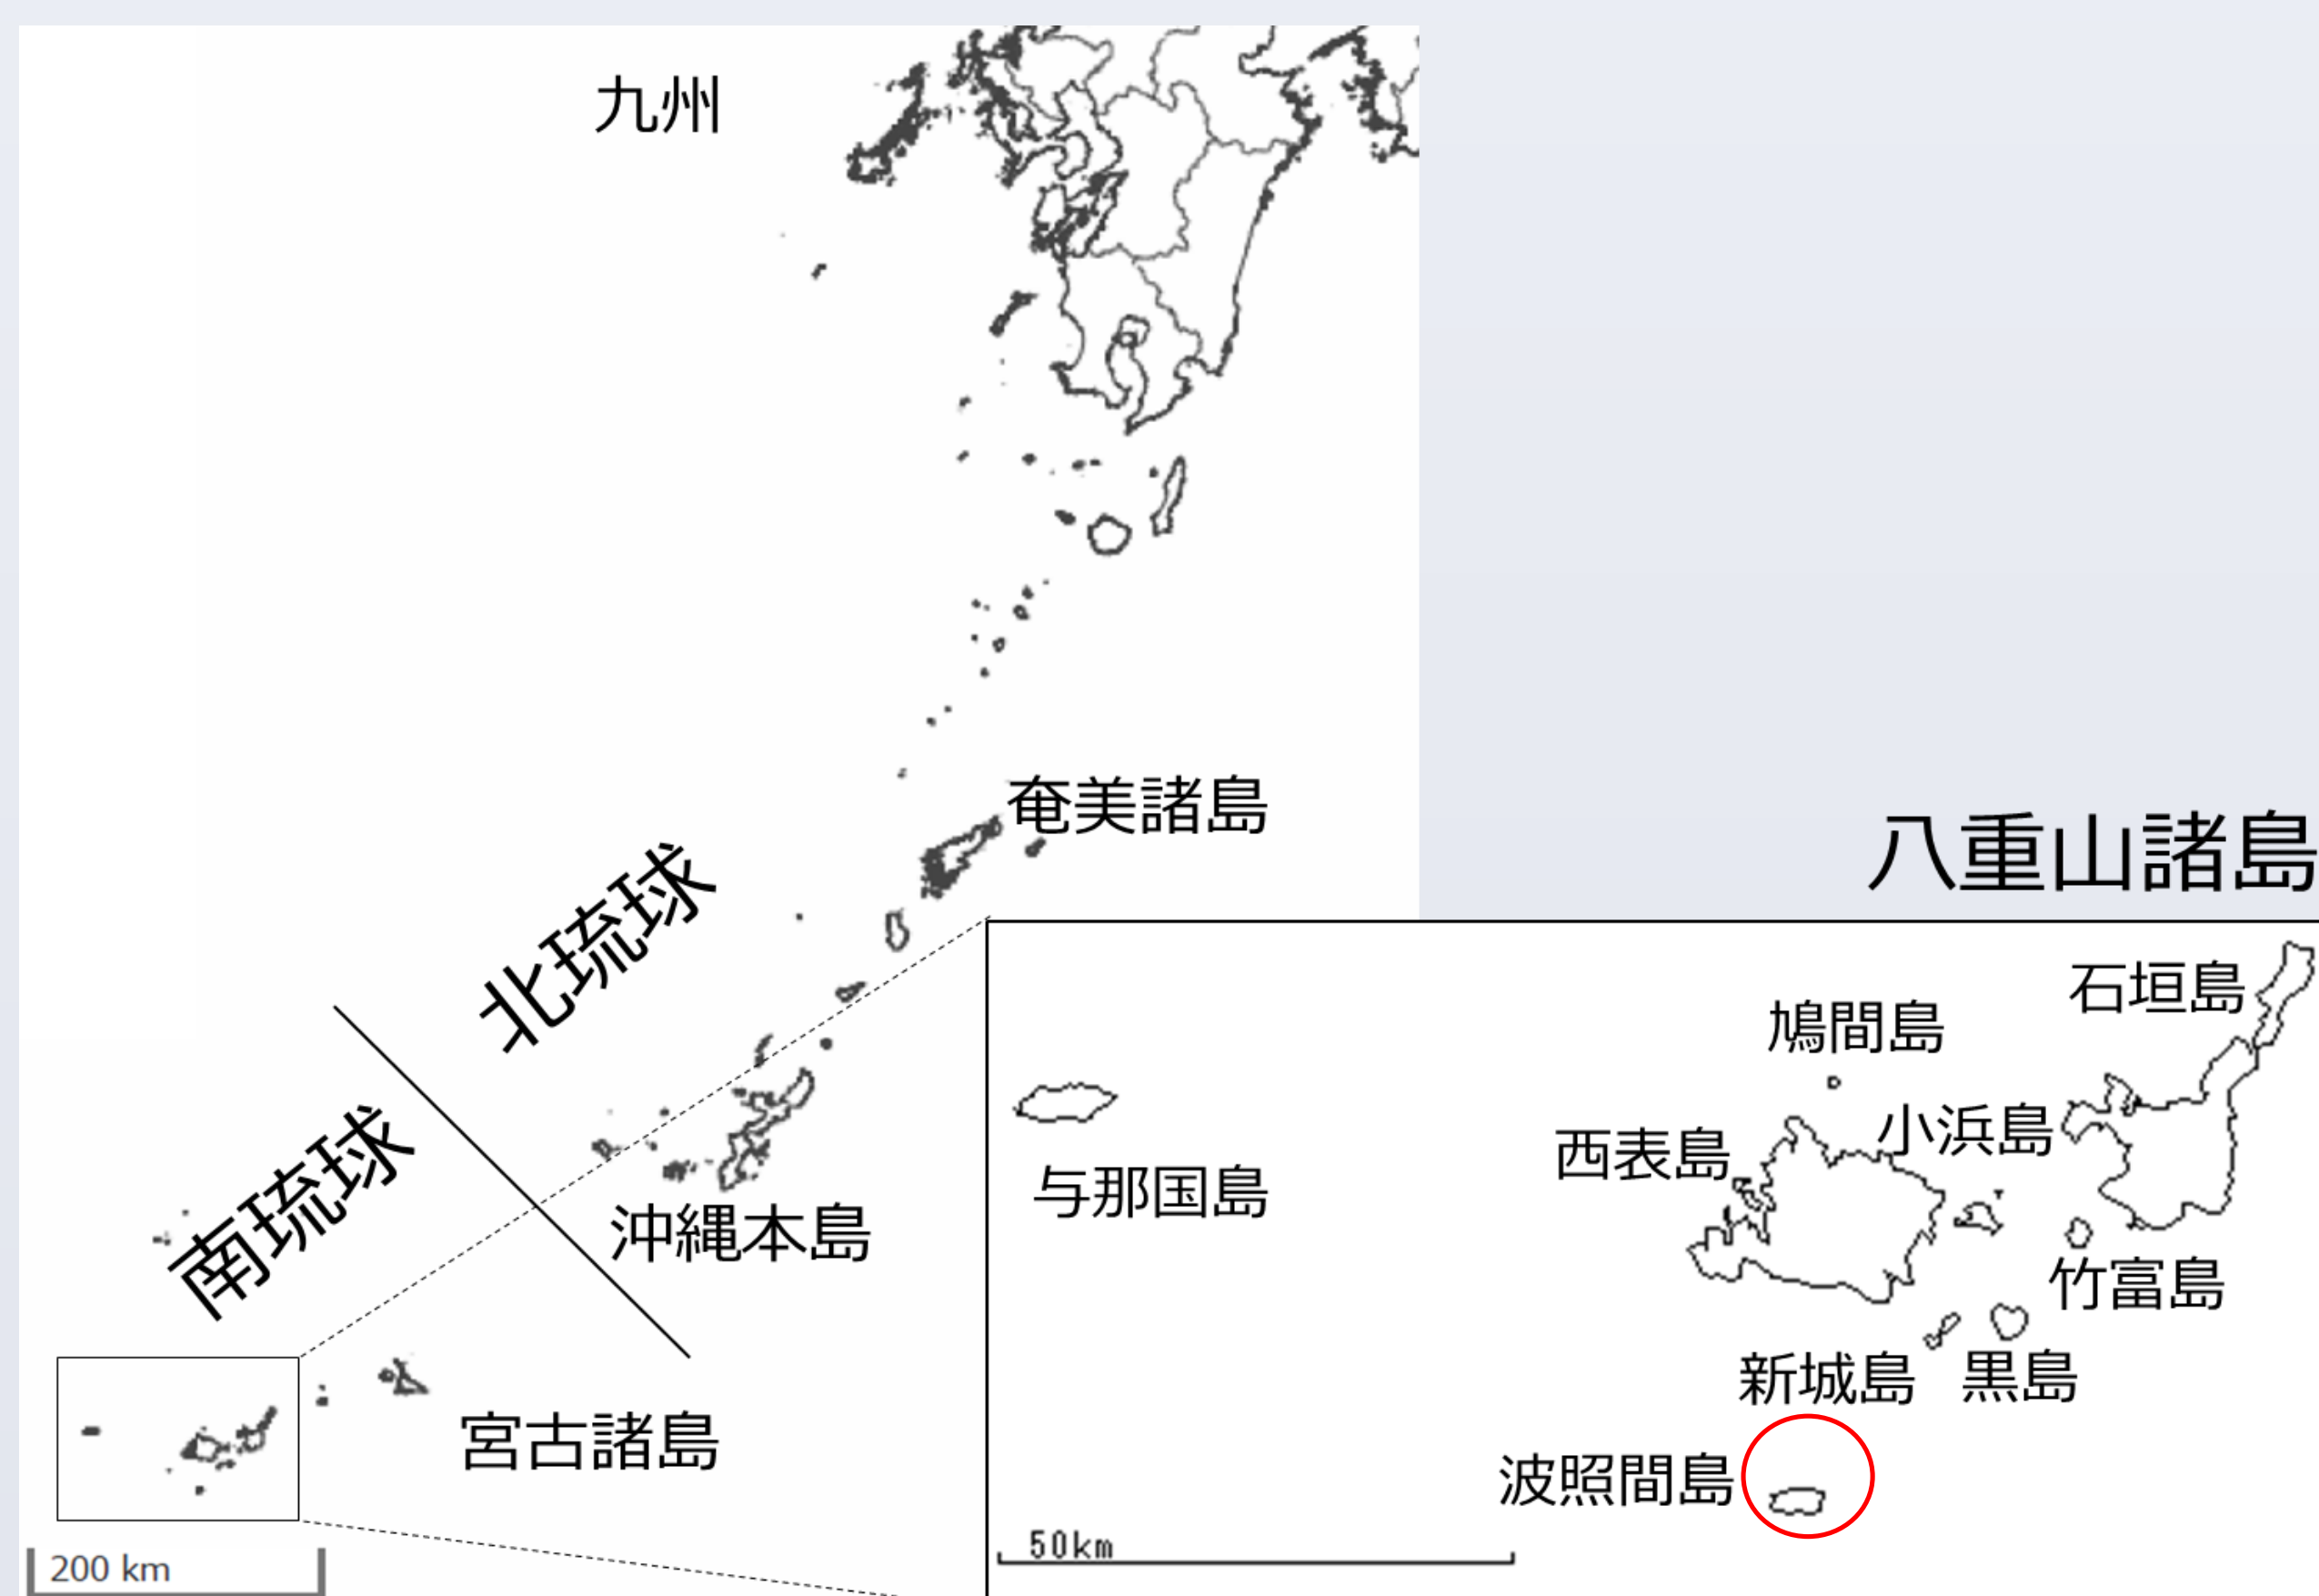 九州
奄美諸島
北琉球
南琉球
沖縄本島
宮古諸島
200 km
八重山諸島
石垣島
鳩間島
小浜島
西表島
与那国島
竹富島
新城島
黒島
波照間島
50km